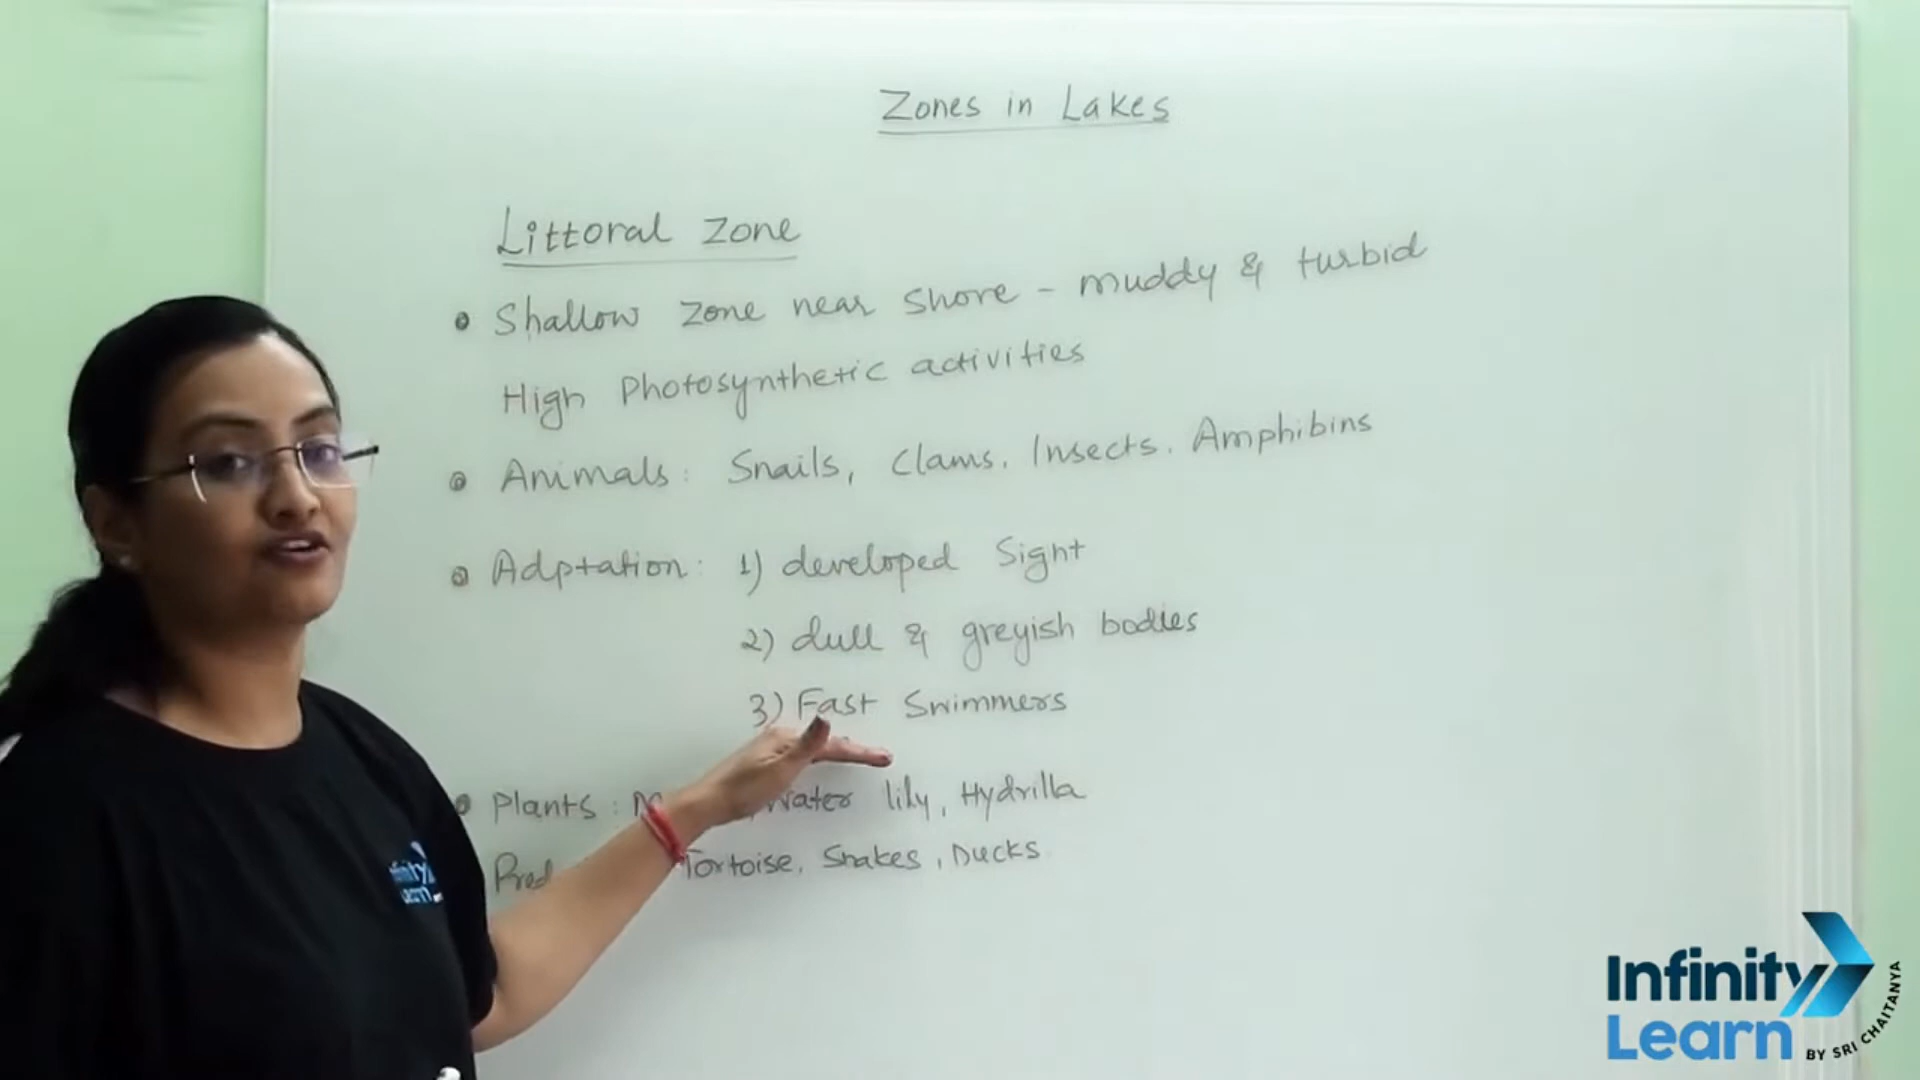 Zones in Lakes
Littoral Zone
• Shallow Zone near Shore - muddy & turbid
High Photosynthetic activities
• Animals: Snails, Clams, Insects. Amphibins
• Adptation: 1) developed Sight
2) dull & greyish bodies
3) Fast Swimmers
• Plants: Water lily, Hydrilla
Tortoise, Snakes, Ducks
Infinity
Learn
Infinity
Learn
BY SRI CHAITANYA